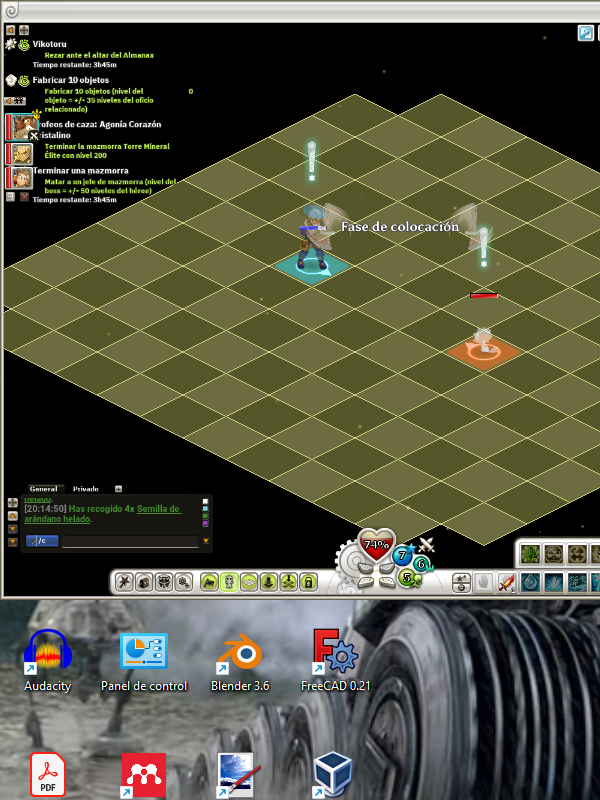 Vikotoru
Rezar ante el altar del Almanax
Tiempo restante: 3h45m
Fabricar 10 objetos
Fabricar 10 objetos (nivel del 0
objeto = +/- 35 niveles del oficio
relacionado)
rofeos de caza: Agonía Corazón
ristalino
Terminar la mazmorra Torre Mineral
Élite con nivel 200
Terminar una mazmorra
Matar a un jefe de mazmorra (nivel del
boss = +/- 50 niveles del héroe)
Tiempo restante: 3h45m
Fase de colocación
General Privado
helado.
[20:14:50] Has recogido 4x Semilla de
arándano helado.
/c
74%
7
6
5
Audacity
Panel de control
Blender 3.6
FreeCAD 0.21
PDF